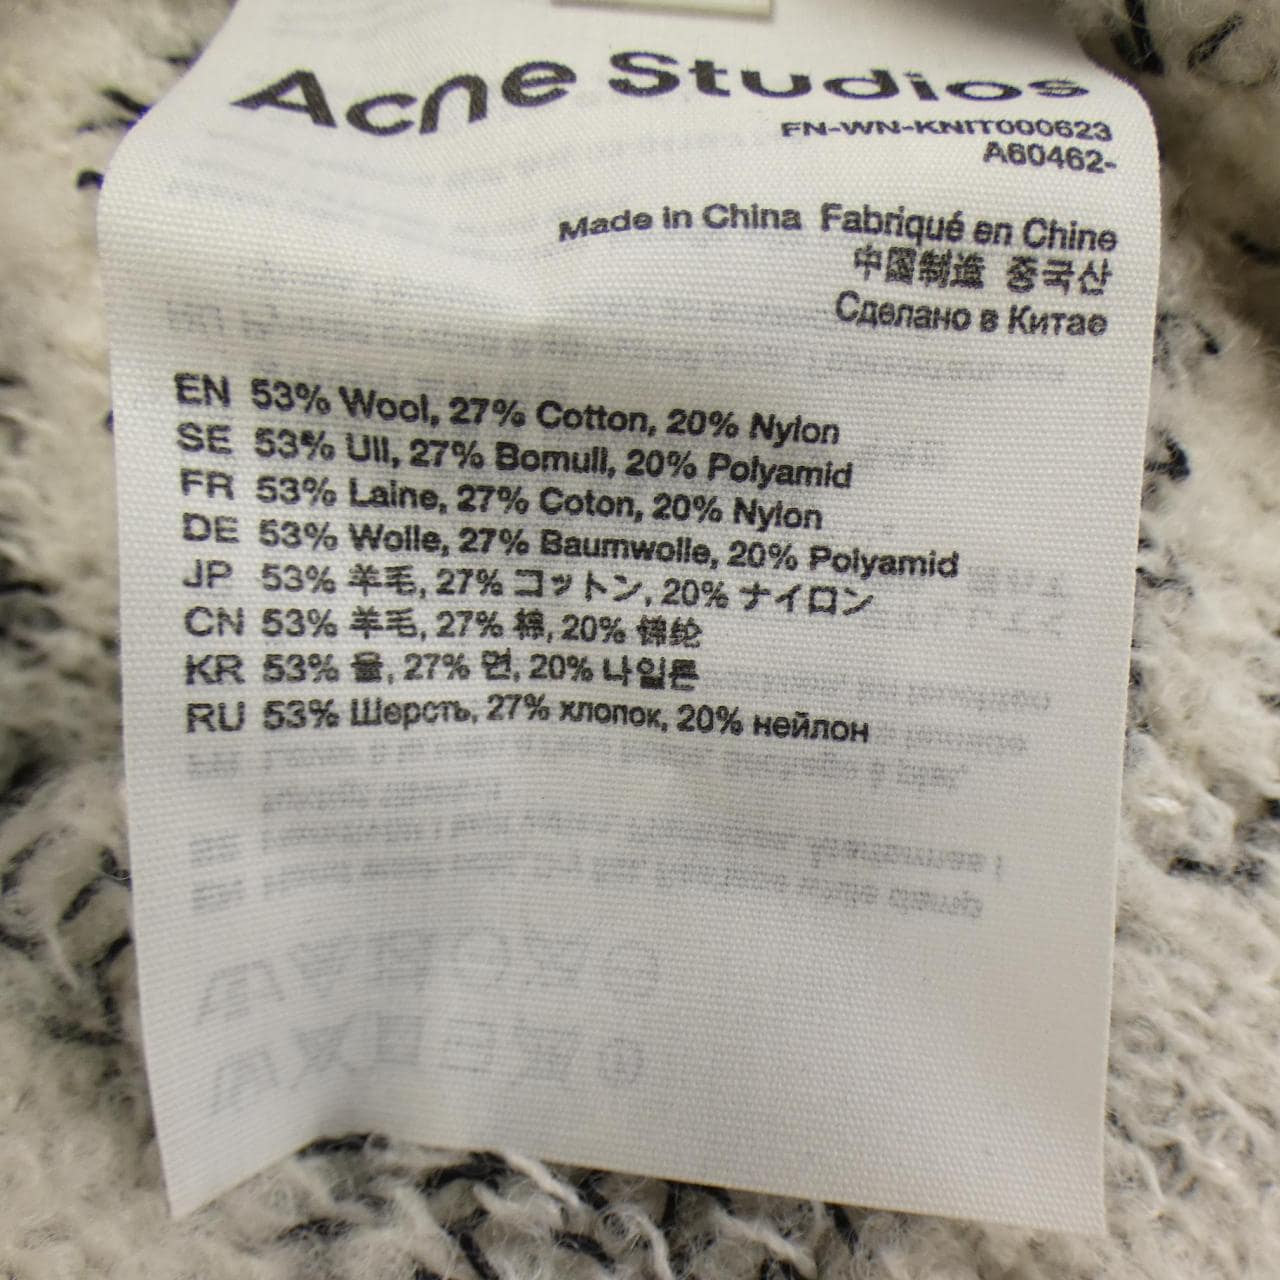 Acne Studios
FN-WN-KNIT000623
A60462-
Made in China Fabriqué en Chine
中国制造 중국산
Сделано в Китае
EN 53% Wool, 27% Cotton, 20% Nylon
SE 53% Ull, 27% Bomull, 20% Polyamid
FR 53% Laine, 27% Coton, 20% Nylon
DE 53% Wolle, 27% Baumwolle, 20% Polyamid
JP 53% 羊毛, 27% コットン, 20% ナイロン
CN 53% 羊毛, 27% 棉, 20% 锦纶
KR 53% 울, 27% 면, 20% 나일론
RU 53% Шерсть, 27% хлопок, 20% нейлон